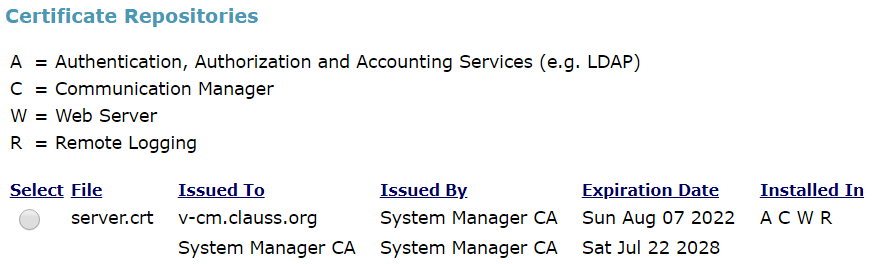 Certificate Repositories
A = Authentication, Authorization and Accounting Services (e.g. LDAP)
C = Communication Manager
W = Web Server
R = Remote Logging
Select File Issued To Issued By Expiration Date Installed In
server.crt v-cm.clauss.org System Manager CA Sun Aug 07 2022 A C W R
System Manager CA System Manager CA Sat Jul 22 2028